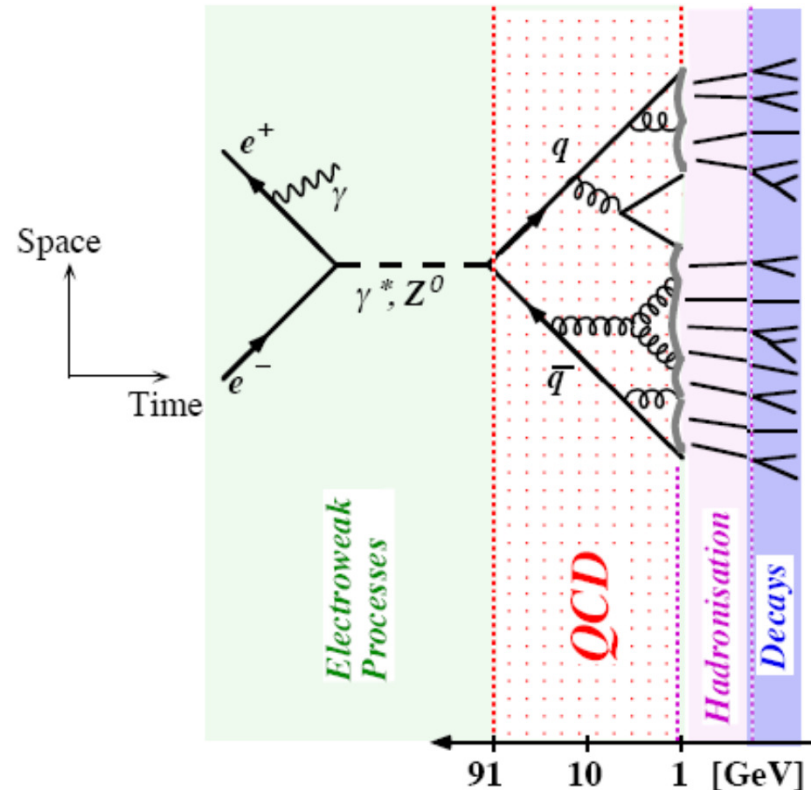 e⁺
γ
q
Space
γ*, Z⁰
Time
e⁻
q̄
Electroweak
Processes
QCD
Hadronisation
Decays
91 10 1 [GeV]